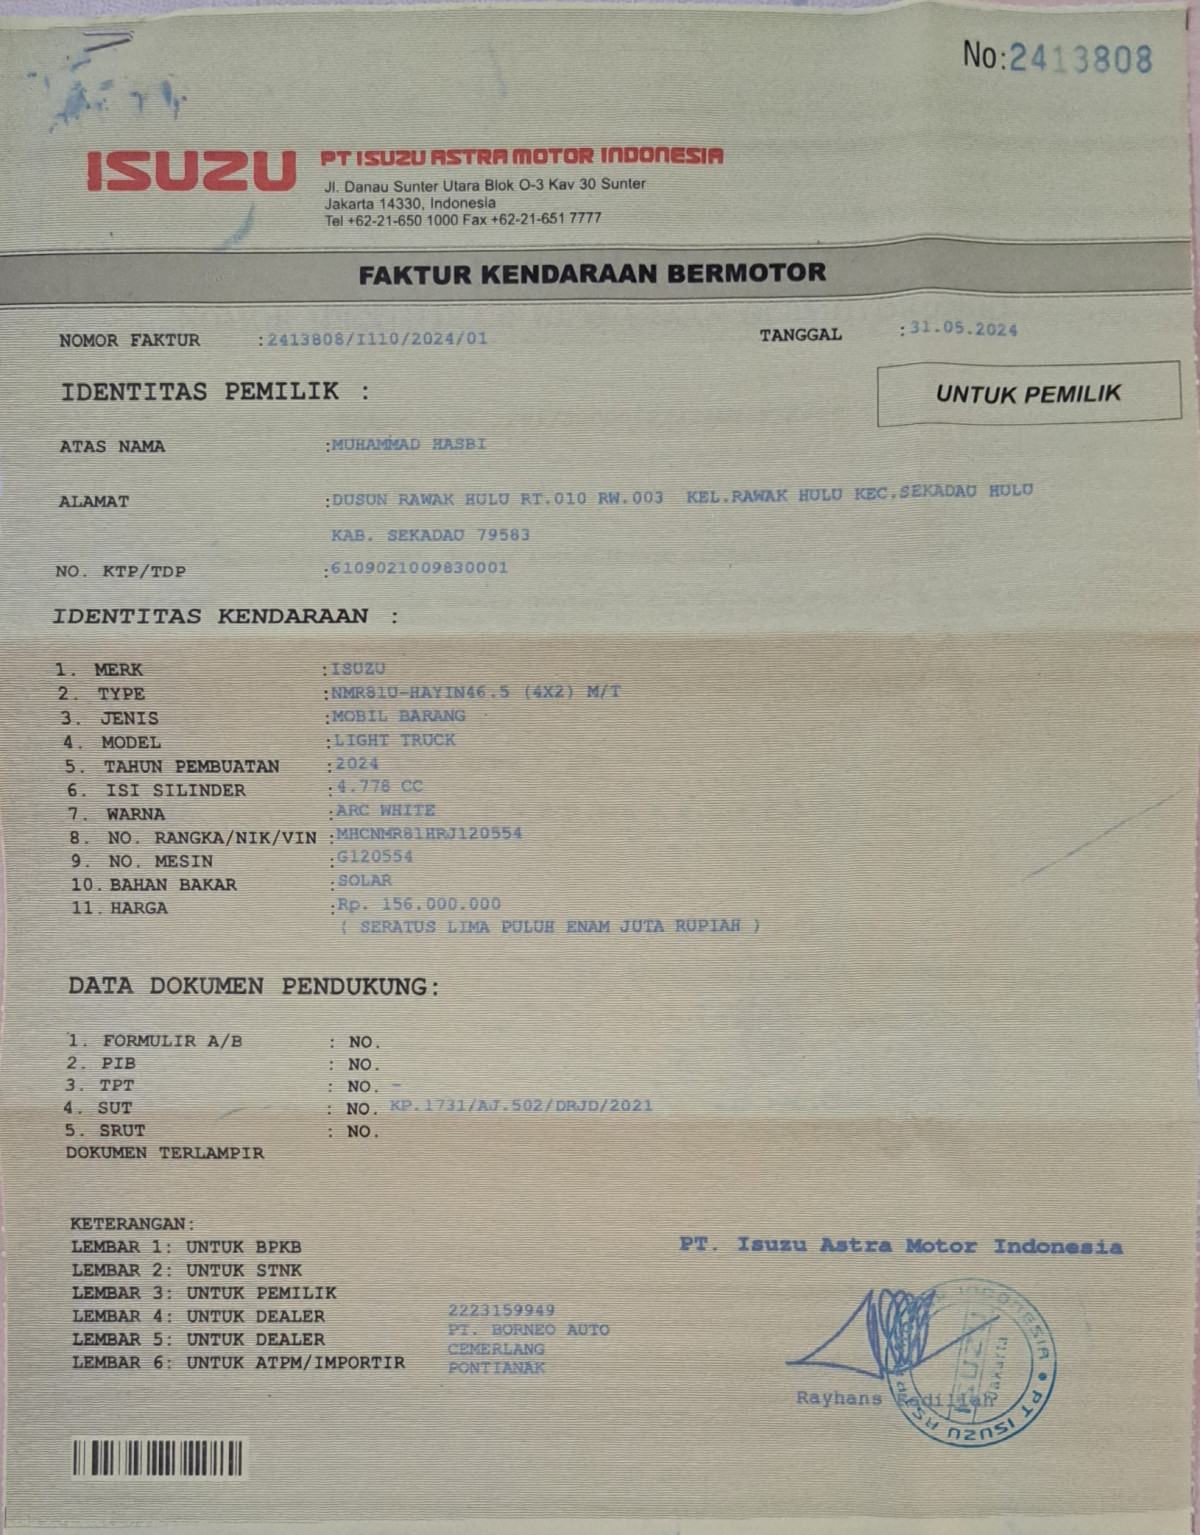 No:2413808
ISUZU PT ISUZU ASTRA MOTOR INDONESIA
Jl. Danau Sunter Utara Blok O-3 Kav 30 Sunter
Jakarta 14330, Indonesia
Tel +62-21-650 1000 Fax +62-21-651 7777
FAKTUR KENDARAAN BERMOTOR
NOMOR FAKTUR :2413808/I110/2024/01 TANGGAL :31.05.2024
IDENTITAS PEMILIK :
UNTUK PEMILIK
ATAS NAMA :MUHAMMAD HASBI
ALAMAT :DUSUN RAWAK HULU RT.010 RW.003 KEL.RAWAK HULU KEC.SEKADAU HULU
KAB. SEKADAU 79583
NO. KTP/TDP :6109021009830001
IDENTITAS KENDARAAN :
1. MERK :ISUZU
2. TYPE :NMR81U-HAYIN46.5 (4X2) M/T
3. JENIS :MOBIL BARANG
4. MODEL :LIGHT TRUCK
5. TAHUN PEMBUATAN :2024
6. ISI SILINDER :4.778 CC
7. WARNA :ARC WHITE
8. NO. RANGKA/NIK/VIN :MHCNMR81HRJ120554
9. NO. MESIN :G120554
10. BAHAN BAKAR :SOLAR
11. HARGA :Rp. 156.000.000
( SERATUS LIMA PULUH ENAM JUTA RUPIAH )
DATA DOKUMEN PENDUKUNG:
1. FORMULIR A/B : NO.
2. PIB : NO.
3. TPT : NO. -
4. SUT : NO. KP.1731/AJ.502/DRJD/2021
5. SRUT : NO.
DOKUMEN TERLAMPIR
KETERANGAN:
LEMBAR 1: UNTUK BPKB
LEMBAR 2: UNTUK STNK
LEMBAR 3: UNTUK PEMILIK
LEMBAR 4: UNTUK DEALER
LEMBAR 5: UNTUK DEALER
LEMBAR 6: UNTUK ATPM/IMPORTIR
2223159949
PT. BORNEO AUTO
CEMERLANG
PONTIANAK
PT. Isuzu Astra Motor Indonesia
Rayhans
ISUZU
Jakarta